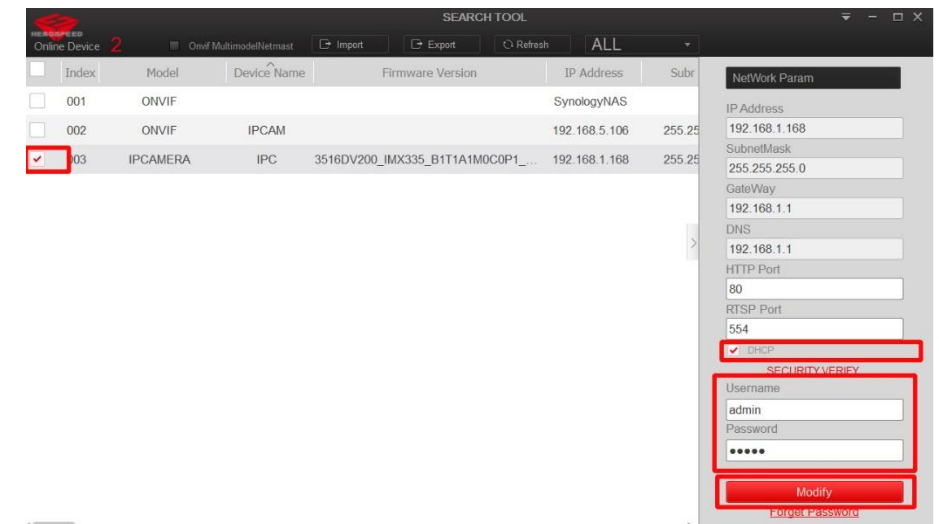 SEARCH TOOL
HEROSPEED
Online Device 2 Onvif MultimodelNetmast Import Export Refresh ALL
Index Model Device Name Firmware Version IP Address Subr
001 ONVIF SynologyNAS
002 ONVIF IPCAM 192.168.5.106 255.25
003 IPCAMERA IPC 3516DV200_IMX335_B1T1A1M0C0P1_... 192.168.1.168 255.25
NetWork Param
IP Address
192.168.1.168
SubnetMask
255.255.255.0
GateWay
192.168.1.1
DNS
192.168.1.1
HTTP Port
80
RTSP Port
554
DHCP
SECURITY VERIFY
Username
admin
Password
•••••
Modify
Forget Password